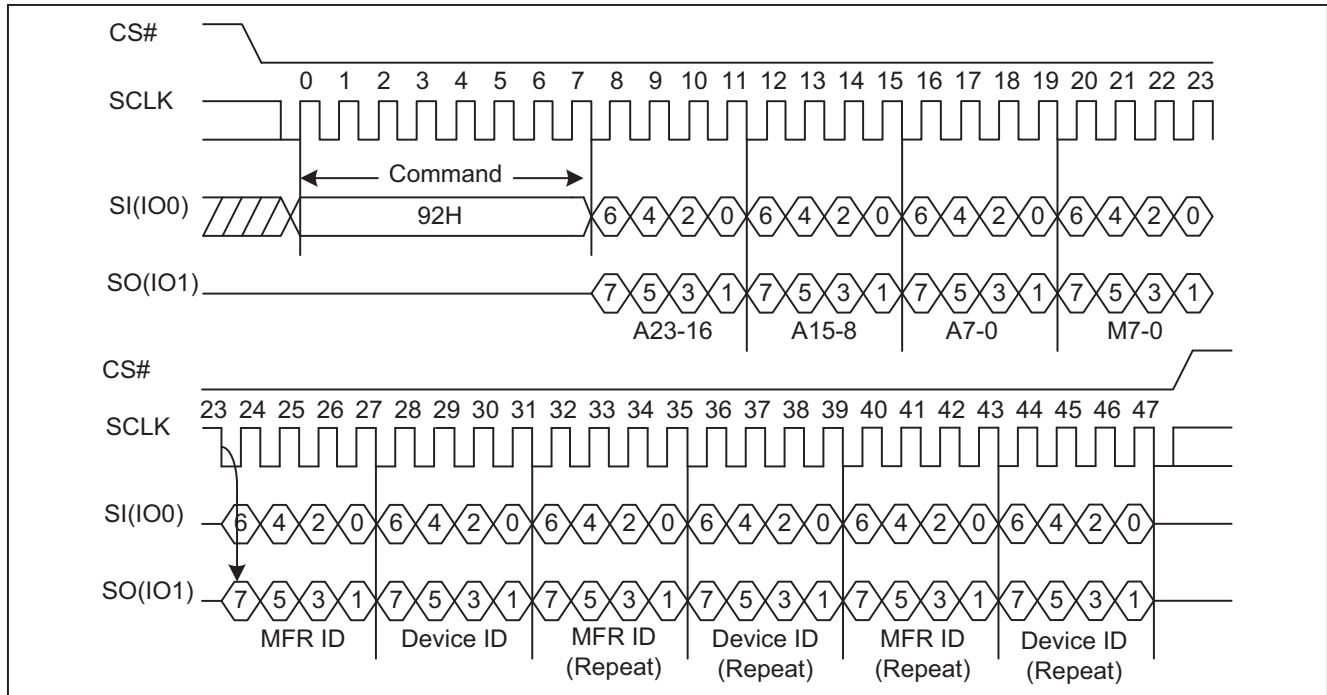 CS#
0 1 2 3 4 5 6 7 8 9 10 11 12 13 14 15 16 17 18 19 20 21 22 23
SCLK
Command
SI(IO0) 92H 6 4 2 0 6 4 2 0 6 4 2 0 6 4 2 0
SO(IO1) 7 5 3 1 7 5 3 1 7 5 3 1 7 5 3 1
A23-16 A15-8 A7-0 M7-0
CS#
23 24 25 26 27 28 29 30 31 32 33 34 35 36 37 38 39 40 41 42 43 44 45 46 47
SCLK
SI(IO0) 6 4 2 0 6 4 2 0 6 4 2 0 6 4 2 0 6 4 2 0 6 4 2 0
SO(IO1) 7 5 3 1 7 5 3 1 7 5 3 1 7 5 3 1 7 5 3 1 7 5 3 1
MFR ID Device ID MFR ID Device ID MFR ID Device ID
(Repeat) (Repeat) (Repeat) (Repeat)